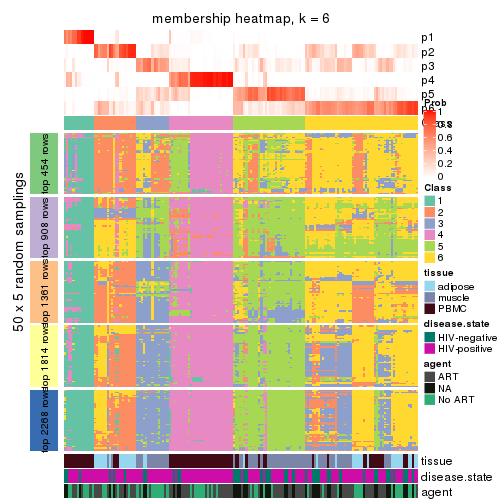 membership heatmap, k = 6
p1
p2
p3
p4
p5
p6
50 x 5 random samplings
top 454 rows
top 908 rows
top 1361 rows
top 1814 rows
top 2268 rows
Prob
1
0.8
0.6
0.4
0.2
0
Class
1
2
3
4
5
6
tissue
adipose
muscle
PBMC
disease.state
HIV-negative
HIV-positive
agent
ART
NA
No ART
tissue
disease.state
agent